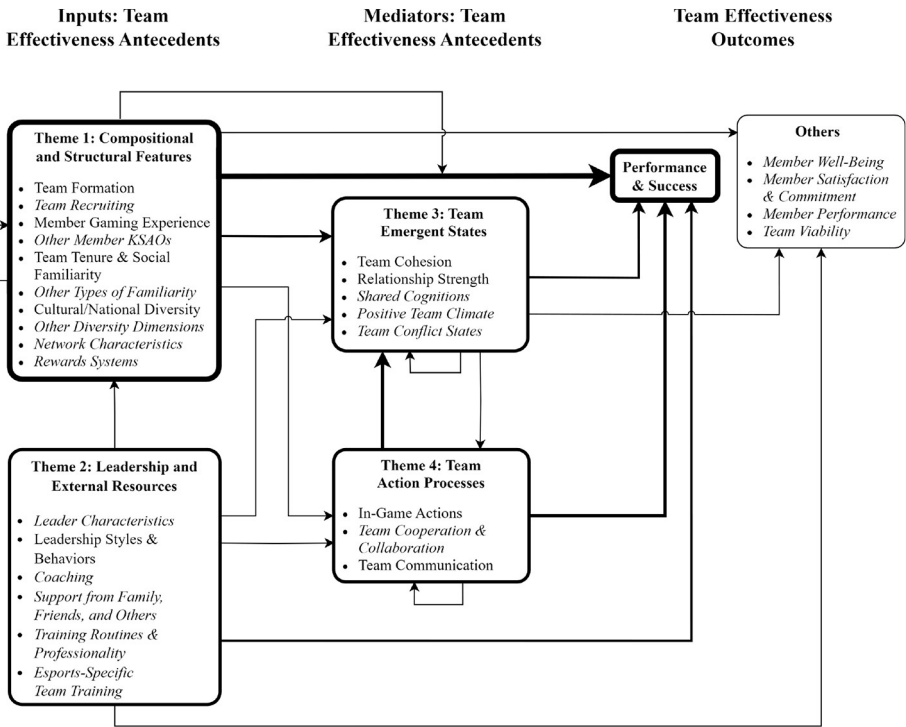 Inputs: Team
Effectiveness Antecedents
Mediators: Team
Effectiveness Antecedents
Team Effectiveness
Outcomes
Theme 1: Compositional
and Structural Features
• Team Formation
• Team Recruiting
• Member Gaming Experience
• Other Member KSAOs
• Team Tenure & Social
Familiarity
• Other Types of Familiarity
• Cultural/National Diversity
• Other Diversity Dimensions
• Network Characteristics
• Rewards Systems
Theme 2: Leadership and
External Resources
• Leader Characteristics
• Leadership Styles &
Behaviors
• Coaching
• Support from Family,
Friends, and Others
• Training Routines &
Professionality
• Esports-Specific
Team Training
Theme 3: Team
Emergent States
• Team Cohesion
• Relationship Strength
• Shared Cognitions
• Positive Team Climate
• Team Conflict States
Theme 4: Team
Action Processes
• In-Game Actions
• Team Cooperation &
Collaboration
• Team Communication
Performance
& Success
Others
• Member Well-Being
• Member Satisfaction
& Commitment
• Member Performance
• Team Viability